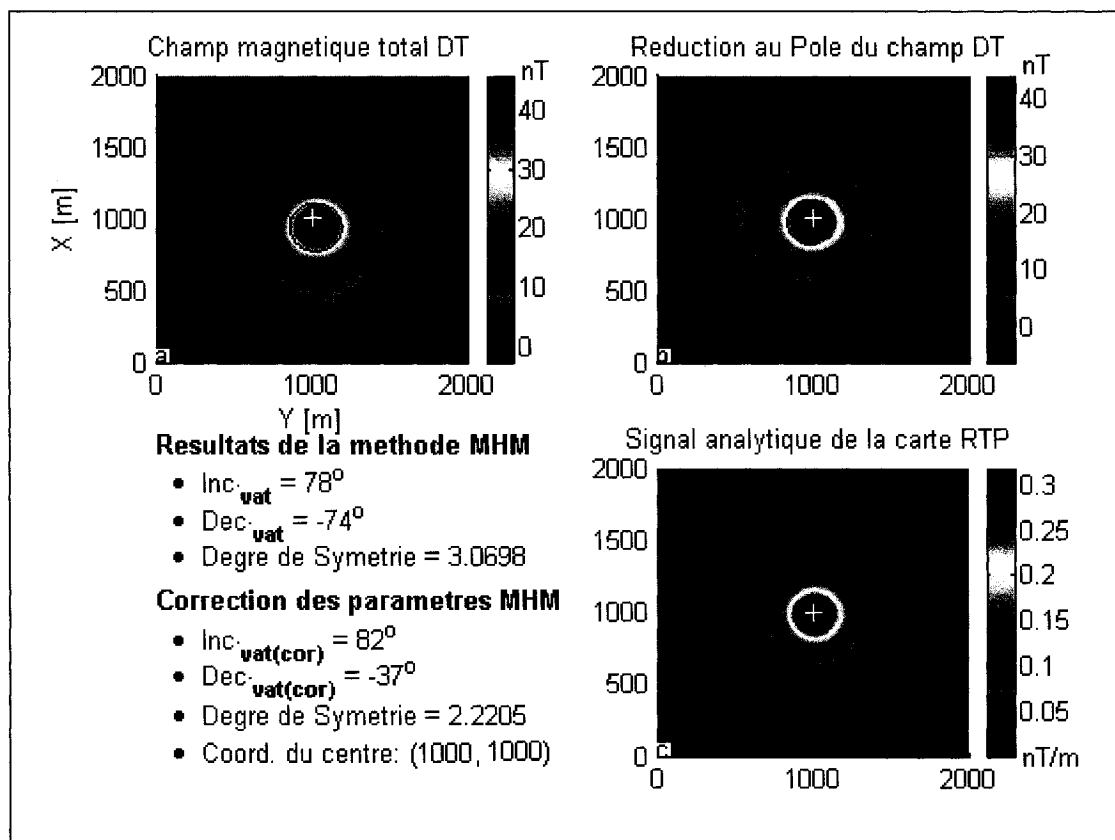 Champ magnetique total DT
nT
2000
1500
1000
500
0
X [m]
0
1000
2000
Y [m]
40
30
20
10
0
a
Reduction au Pole du champ DT
nT
2000
1500
1000
500
0
0
1000
2000
40
30
20
10
0
b
Resultats de la methode MHM
• Inc.vat = 78º
• Dec.vat = -74º
• Degre de Symetrie = 3.0698
Correction des parametres MHM
• Inc.vat(cor) = 82º
• Dec.vat(cor) = -37º
• Degre de Symetrie = 2.2205
• Coord. du centre: (1000, 1000)
Signal analytique de la carte RTP
2000
1500
1000
500
0
0
1000
2000
0.3
0.25
0.2
0.15
0.1
0.05
nT/m
c